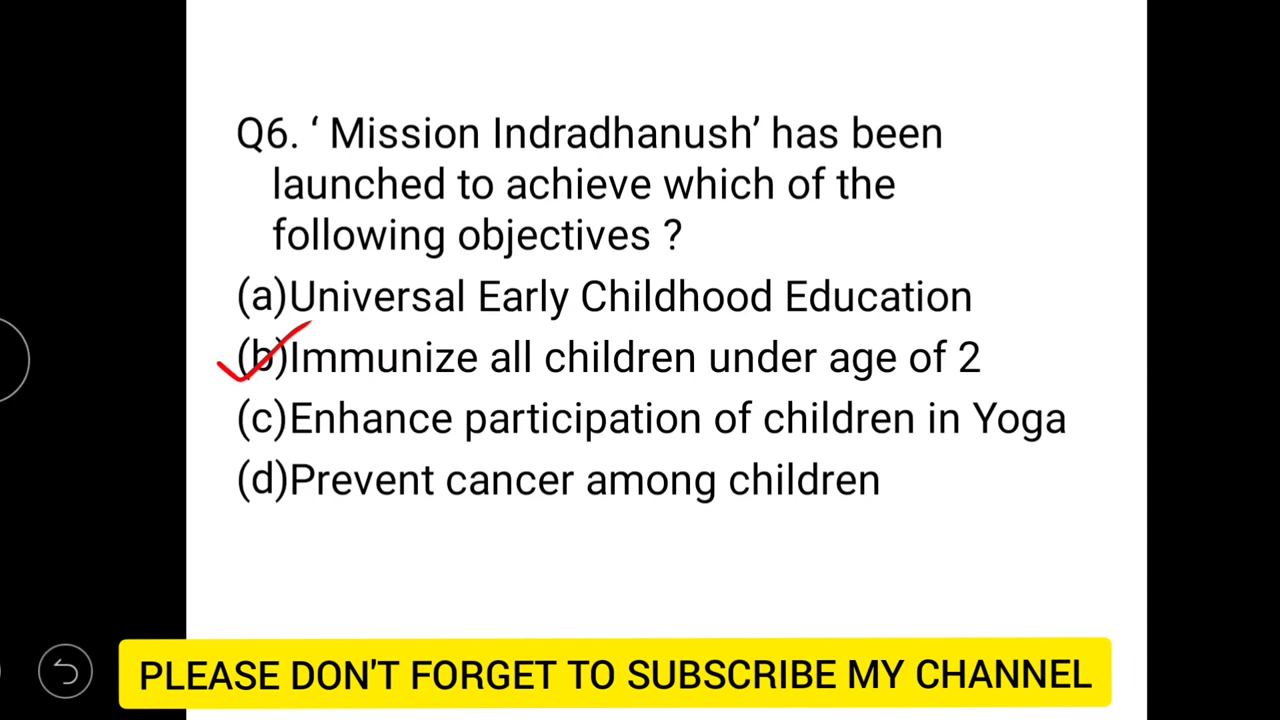 Q6. ‘ Mission Indradhanush’ has been
launched to achieve which of the
following objectives ?
(a)Universal Early Childhood Education
(b)Immunize all children under age of 2
(c)Enhance participation of children in Yoga
(d)Prevent cancer among children
PLEASE DON'T FORGET TO SUBSCRIBE MY CHANNEL